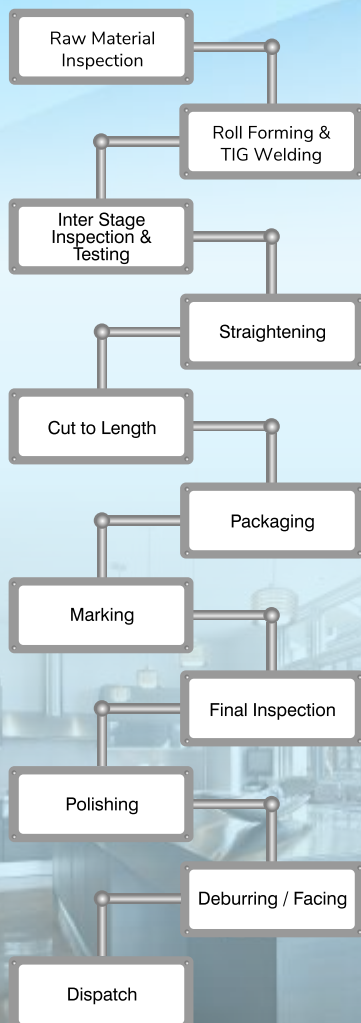 Raw Material
Inspection
Roll Forming &
TIG Welding
Inter Stage
Inspection &
Testing
Straightening
Cut to Length
Packaging
Marking
Final Inspection
Polishing
Deburring / Facing
Dispatch